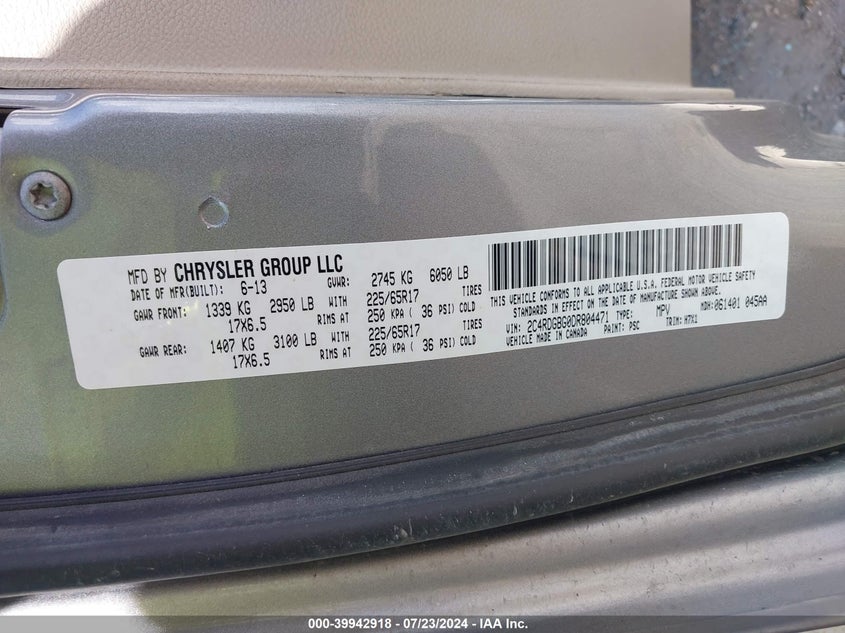 MFD BY CHRYSLER GROUP LLC
DATE OF MFR(BUILT): 6-13 GVWR: 2745 KG 6050 LB
GAWR FRONT: 1339 KG 2950 LB WITH 225/65R17 TIRES
17X6.5 RIMS AT 250 KPA ( 36 PSI) COLD
GAWR REAR: 1407 KG 3100 LB WITH 225/65R17 TIRES
17X6.5 RIMS AT 250 KPA ( 36 PSI) COLD
THIS VEHICLE CONFORMS TO ALL APPLICABLE U.S.A. FEDERAL MOTOR VEHICLE SAFETY
STANDARDS IN EFFECT ON THE DATE OF MANUFACTURE SHOWN ABOVE.
VIN: 2C4RDGBG0DR804471 TYPE: MPV MDH: 061401 045AA
VEHICLE MADE IN CANADA PAINT: PSC TRIM: H7X1
000-39942918 / 07/23/2024 - IAA Inc.